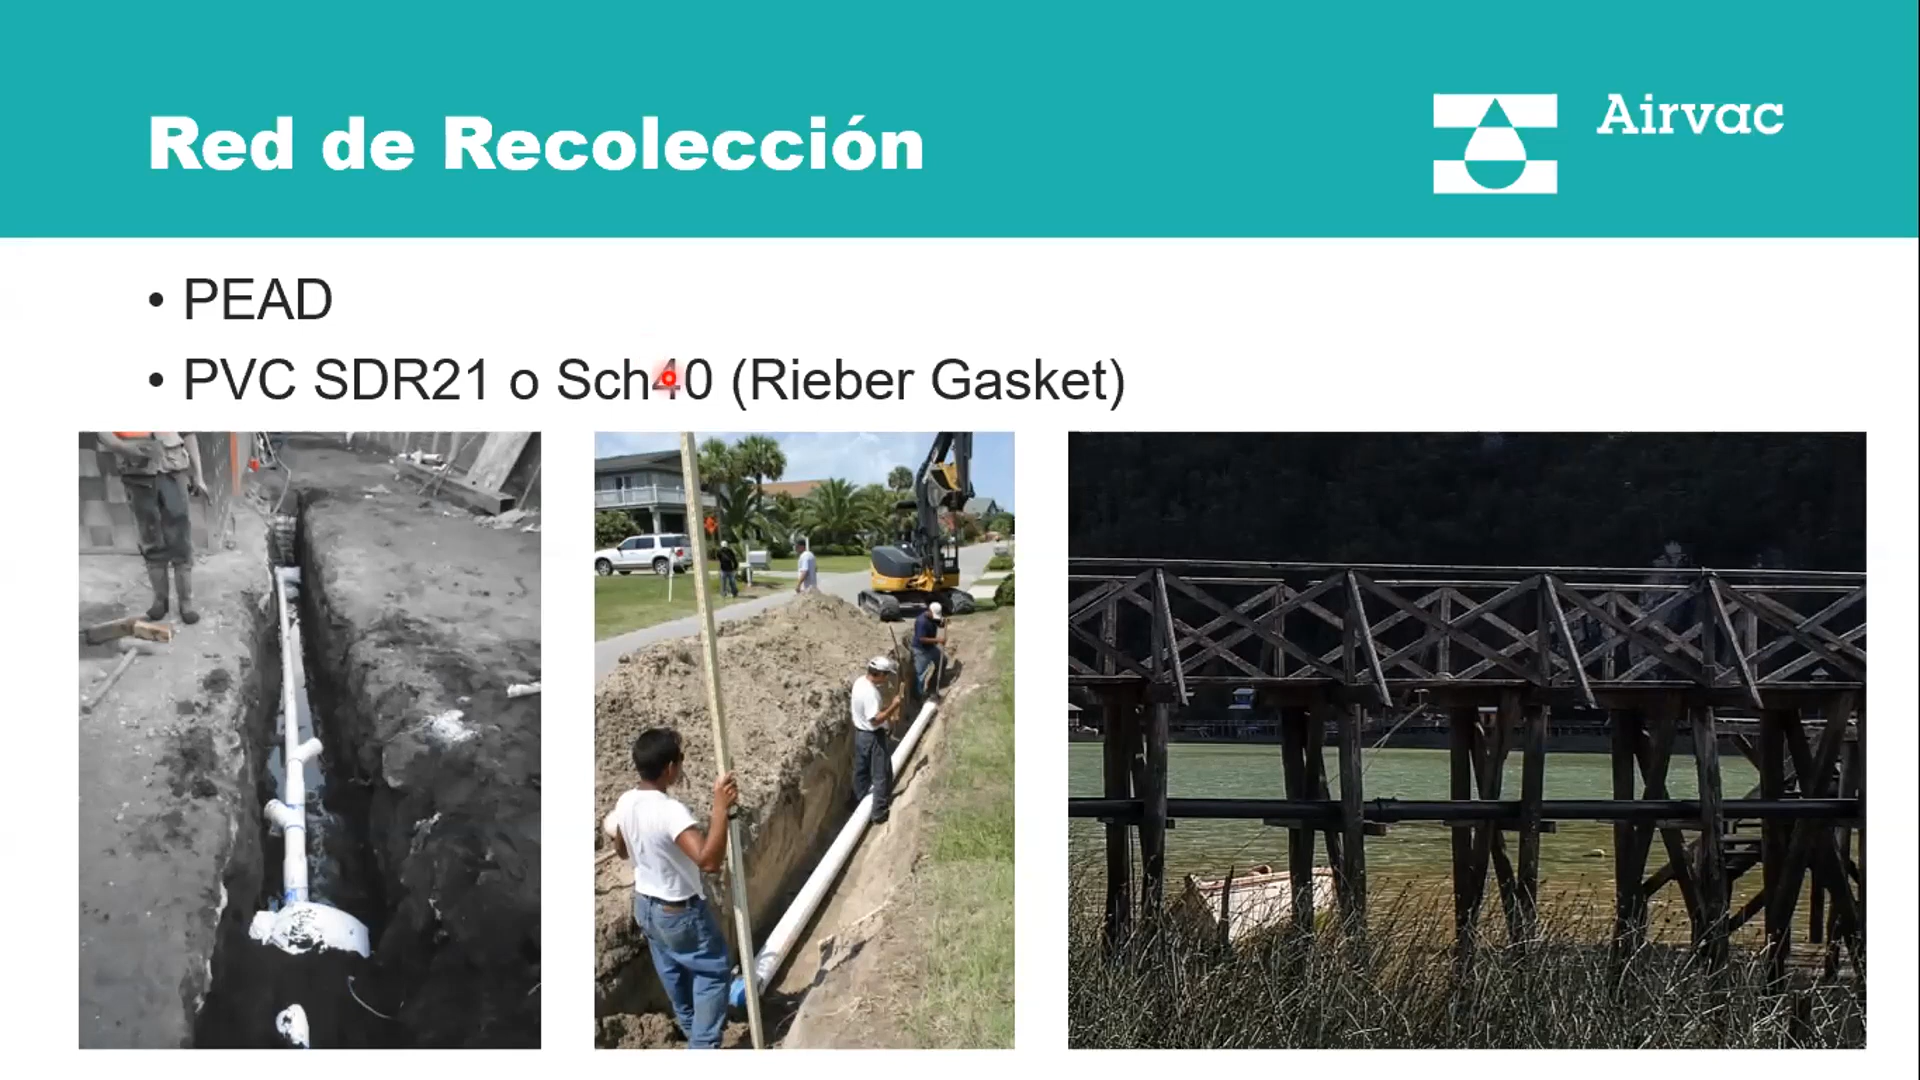 Red de Recolección
Airvac
• PEAD
• PVC SDR21 o Sch40 (Rieber Gasket)